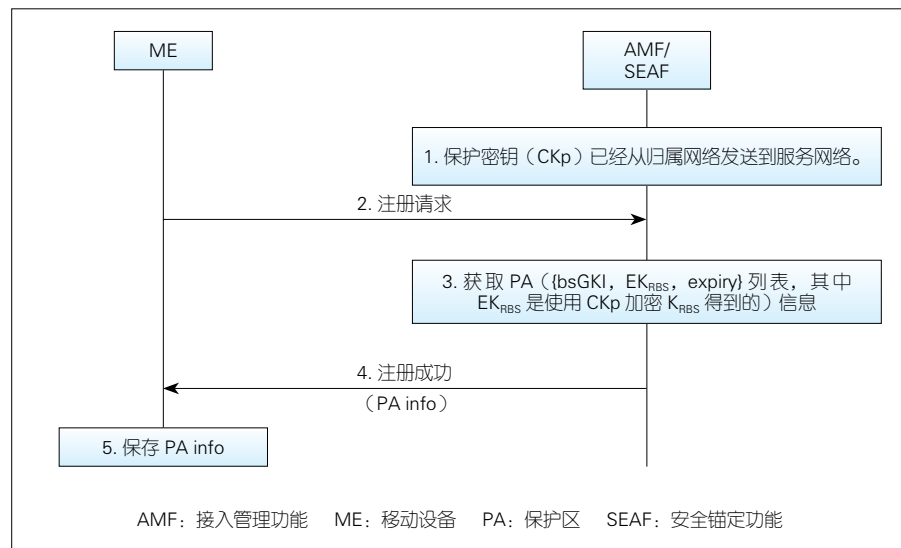 ME
AMF/
SEAF
1. 保护密钥（CKp）已经从归属网络发送到服务网络。
2. 注册请求
3. 获取 PA（{bsGKI，EKRBS，expiry} 列表，其中
EKRBS 是使用 CKp 加密 KRBS 得到的）信息
4. 注册成功
（PA info）
5. 保存 PA info
AMF：接入管理功能 ME：移动设备 PA：保护区 SEAF：安全锚定功能